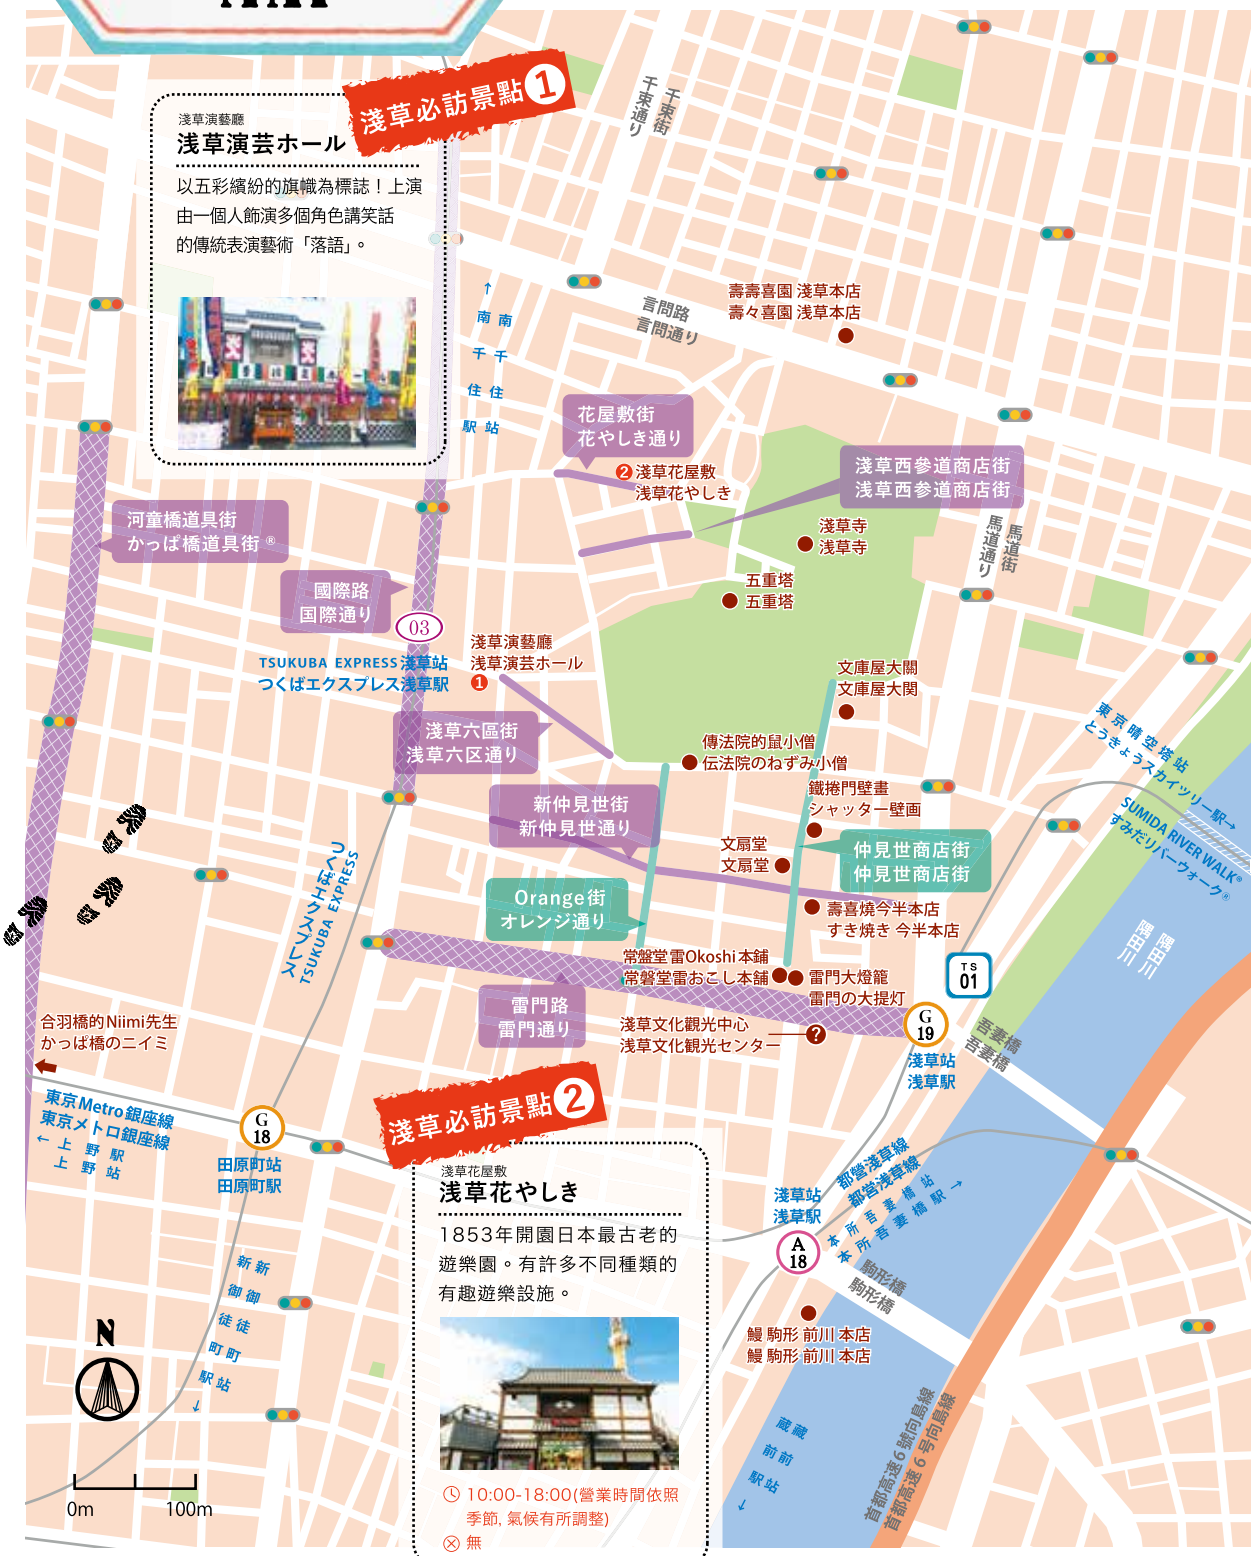 淺草必訪景點1
淺草演藝廳
浅草演芸ホール
以五彩繽紛的旗幟為標誌！上演
由一個人飾演多個角色講笑話
的傳統表演藝術「落語」。
千束街
千束通り
↑
南千住站
南千住駅
言問路
言問通り
壽壽喜園 淺草本店
壽々喜園 浅草本店
花屋敷街
花やしき通り
2 淺草花屋敷
浅草花やしき
淺草西參道商店街
浅草西参道商店街
淺草寺
浅草寺
馬道街
馬道通り
五重塔
五重塔
河童橋道具街
かっぱ橋道具街 ®
國際路
国際通り
03
TSUKUBA EXPRESS 淺草站
つくばエクスプレス浅草駅
淺草演藝廳
浅草演芸ホール
1
淺草六區街
浅草六区通り
文庫屋大關
文庫屋大関
傳法院的鼠小僧
伝法院のねずみ小僧
鐵捲門壁畫
シャッター壁画
新仲見世街
新仲見世通り
文扇堂
文扇堂
仲見世商店街
仲見世商店街
東京晴空塔站
とうきょうスカイツリー駅→
SUMIDA RIVER WALK®
すみだリバーウォーク®
つくばエクスプレス
TSUKUBA EXPRESS
Orange街
オレンジ通り
壽喜燒今半本店
すき焼き 今半本店
隅田川
隅田川
常盤堂雷Okoshi本舖
常磐堂雷おこし本舗
雷門大燈籠
雷門の大提灯
TS
01
雷門路
雷門通り
淺草文化觀光中心
浅草文化観光センター
?
G
19
淺草站
浅草駅
吾妻橋
吾妻橋
合羽橋的Niimi先生
かっぱ橋のニイミ
東京Metro銀座線
東京メトロ銀座線
← 上野駅
上野站
G
18
田原町站
田原町駅
淺草必訪景點2
淺草花屋敷
浅草花やしき
1853年開園日本最古老的
遊樂園。有許多不同種類的
有趣遊樂設施。
10:00-18:00(營業時間依照
季節, 氣候有所調整)
無
都營淺草線
都営浅草線
本所吾妻橋站
本所吾妻橋駅 →
淺草站
浅草駅
A
18
駒形橋
駒形橋
鰻 駒形 前川 本店
鰻 駒形 前川 本店
新御徒町站
新御徒町駅
↓
藏前站
蔵前駅
↓
首都高速6號向島線
首都高速6号向島線
N
0m 100m